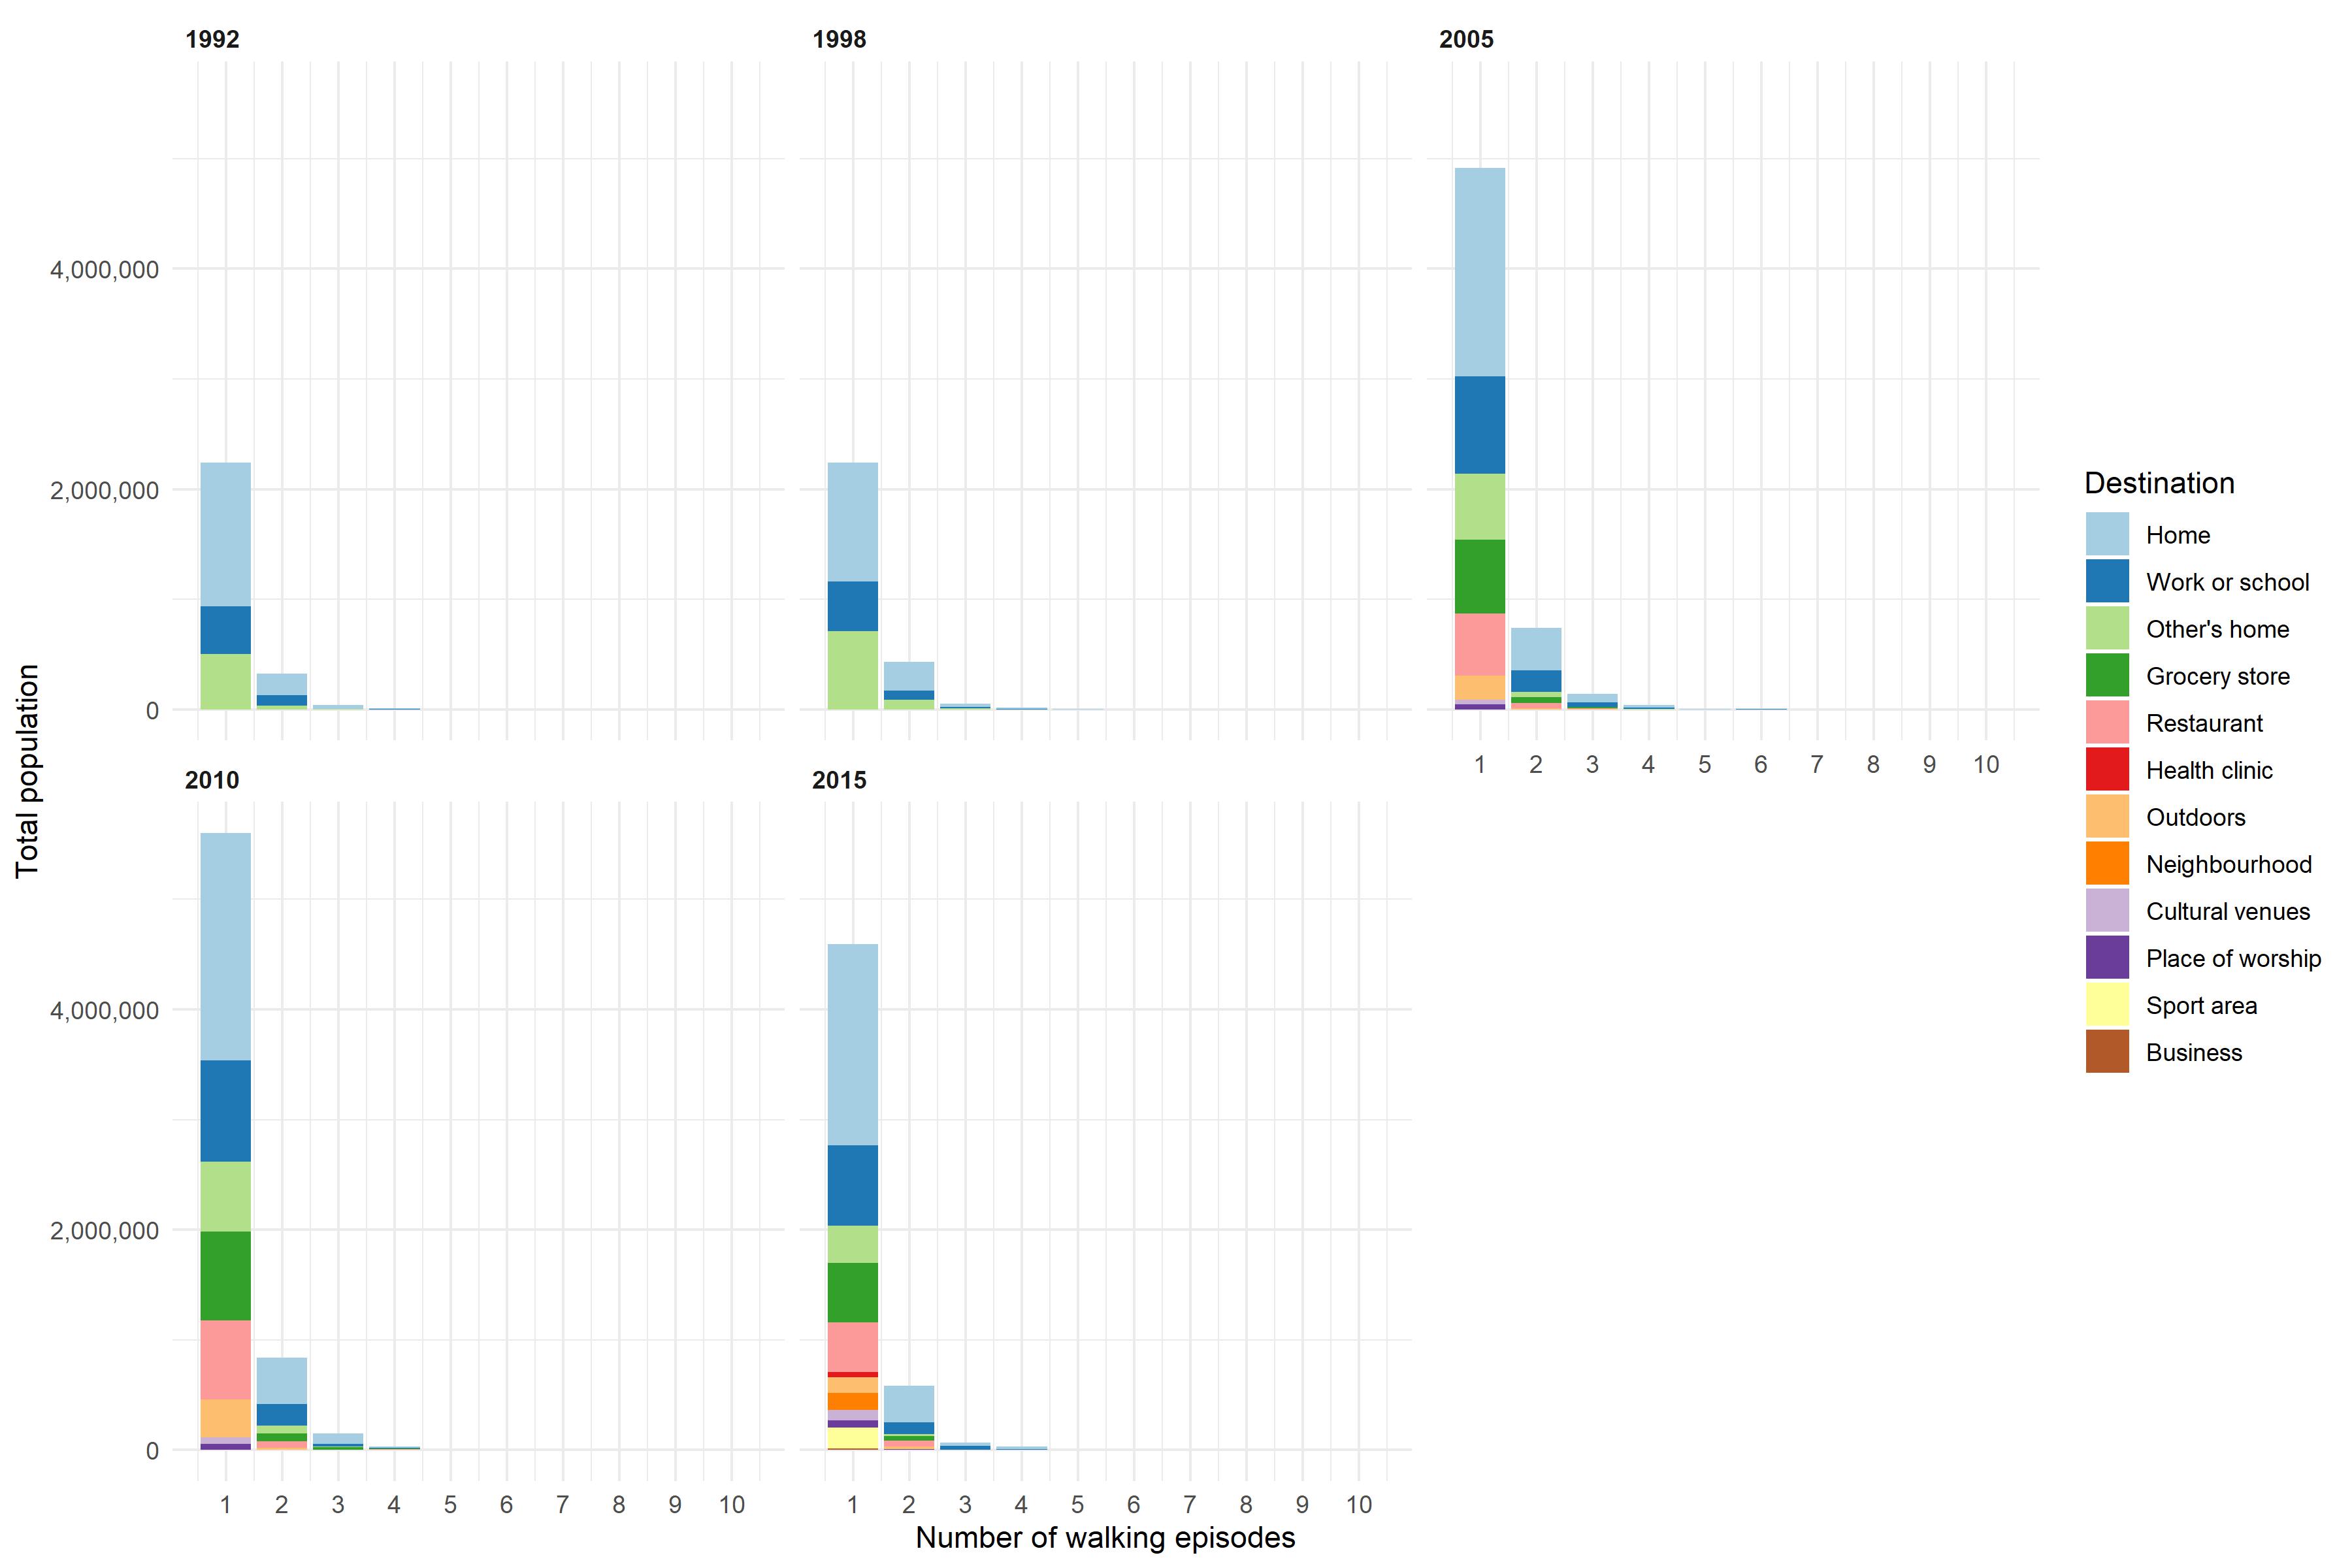 1992
1998
2005
4,000,000
2,000,000
0
1 2 3 4 5 6 7 8 9 10
2010
2015
4,000,000
2,000,000
0
1 2 3 4 5 6 7 8 9 10
1 2 3 4 5 6 7 8 9 10
Total population
Number of walking episodes
Destination
Home
Work or school
Other's home
Grocery store
Restaurant
Health clinic
Outdoors
Neighbourhood
Cultural venues
Place of worship
Sport area
Business